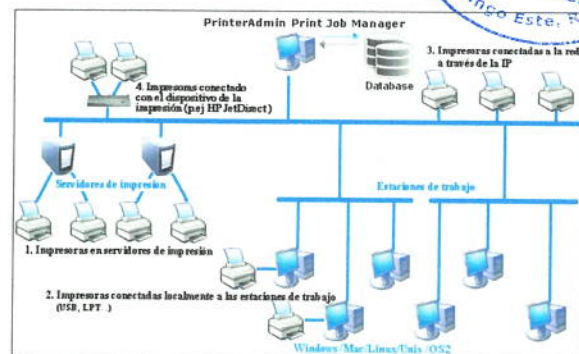 PrinterAdmin Print Job Manager
Este, R
Database
3. Impresoras conectadas a la red
a través de la IP
4. Impresoras conectado
con el dispositivo de la
impresión (p.ej HP JetDirect)
Servidores de impresión
Estaciones de trabajo
1. Impresoras en servidores de impresión
2. Impresoras conectadas localmente a las estaciones de trabajo
(USB, LPT..)
Windows/Mac/Linux/Unix/OS2